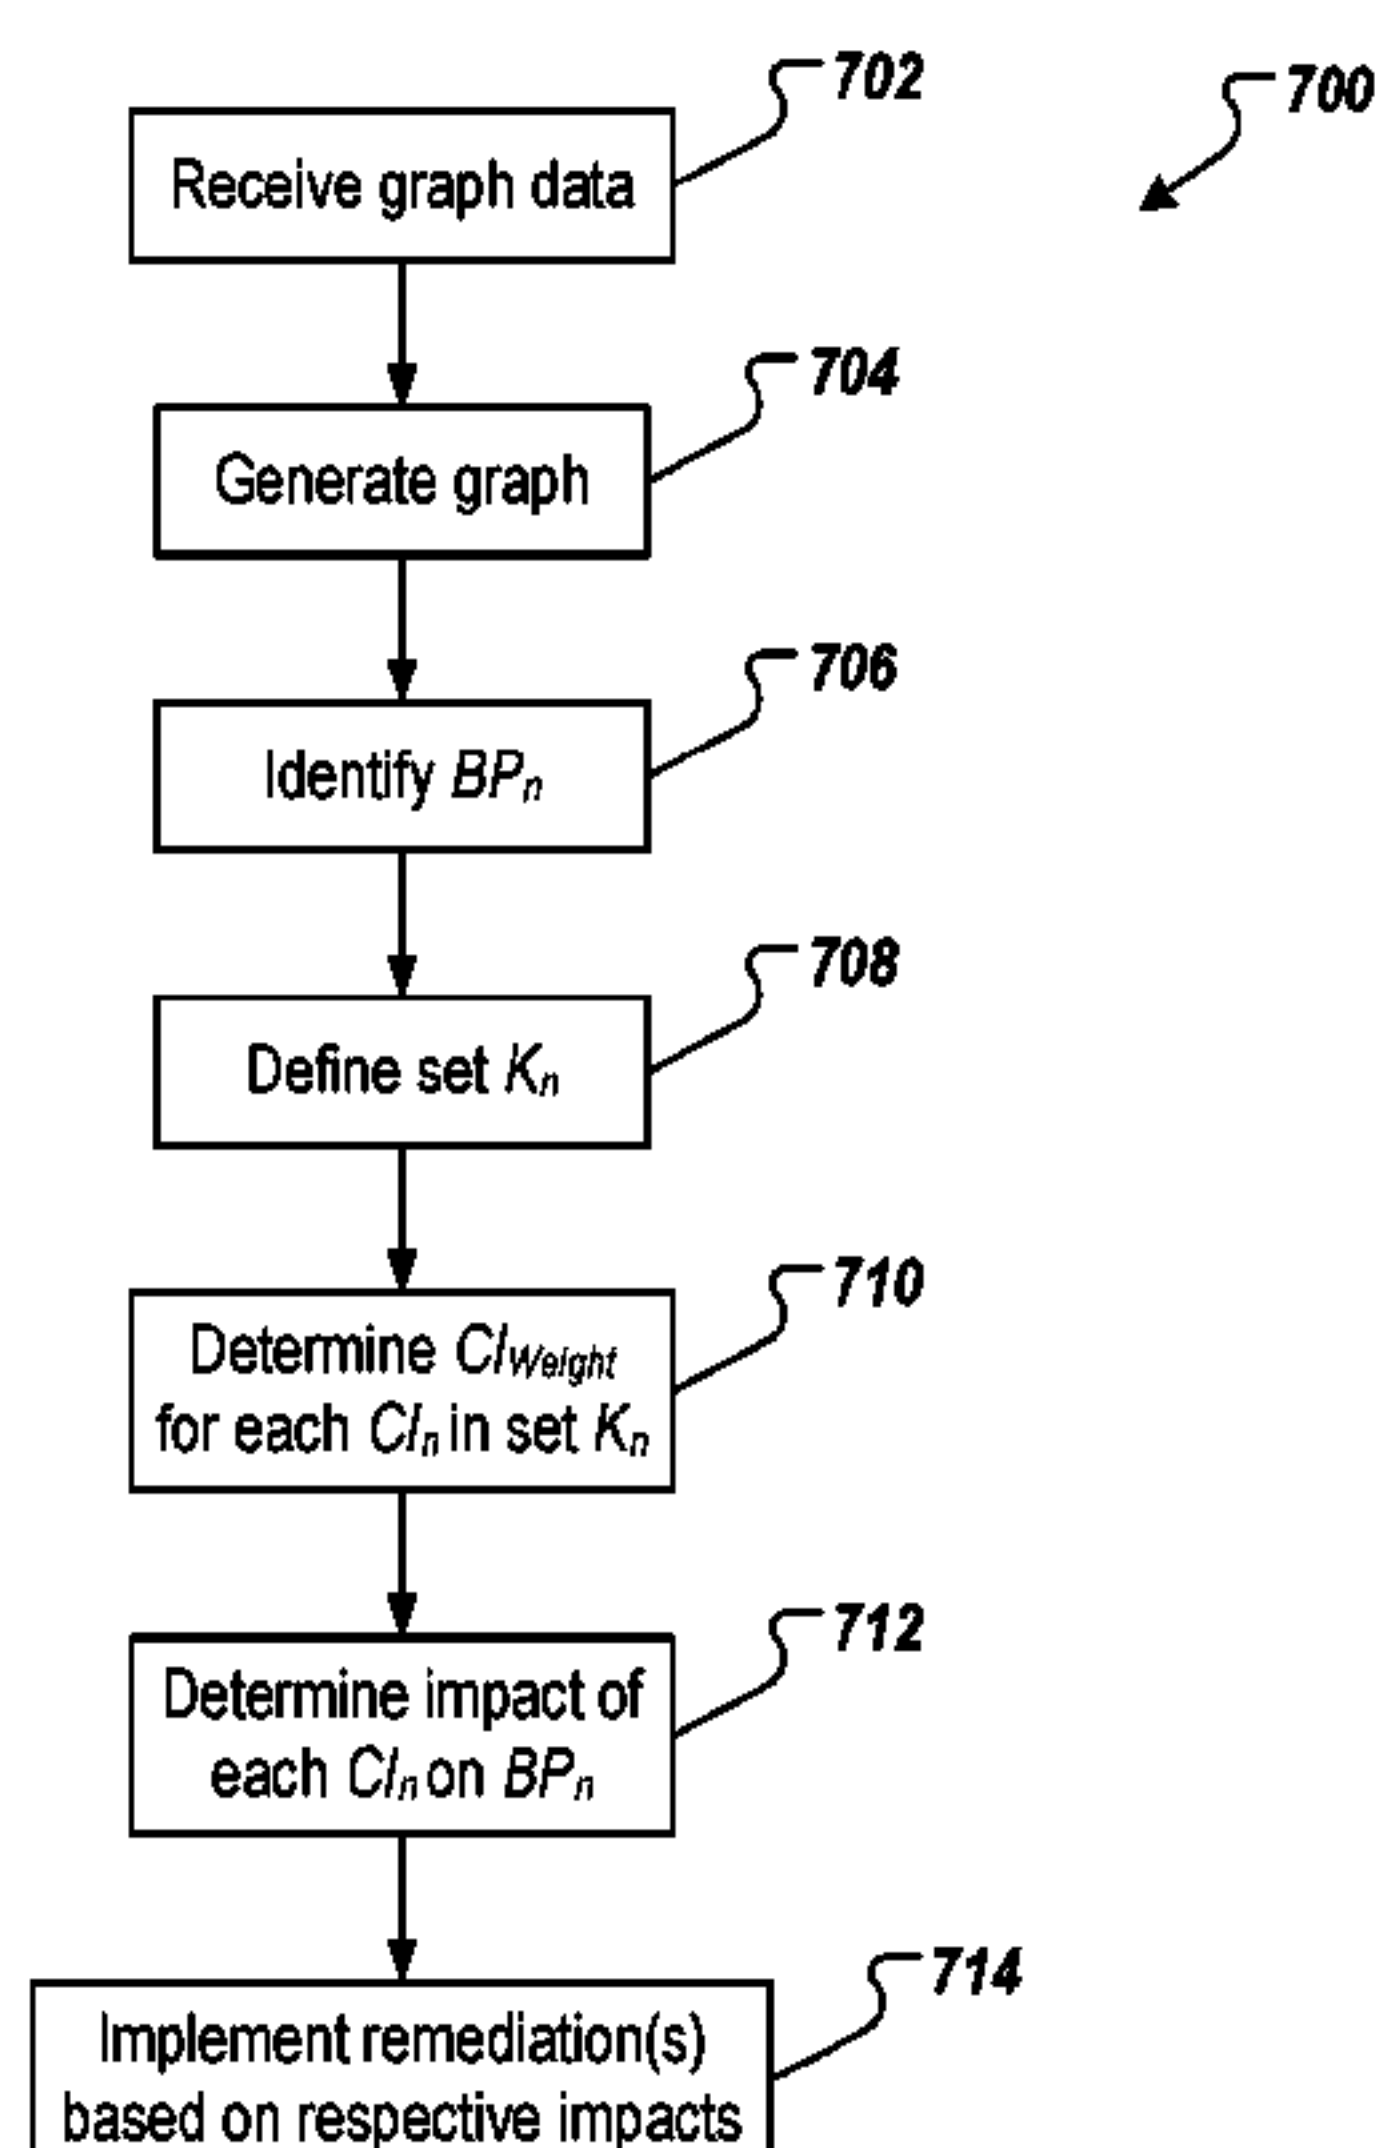 702
700
Receive graph data
704
Generate graph
706
Identify BPn
708
Define set Kn
710
Determine CIWeight
for each CIn in set Kn
712
Determine impact of
each CIn on BPn
714
Implement remediation(s)
based on respective impacts